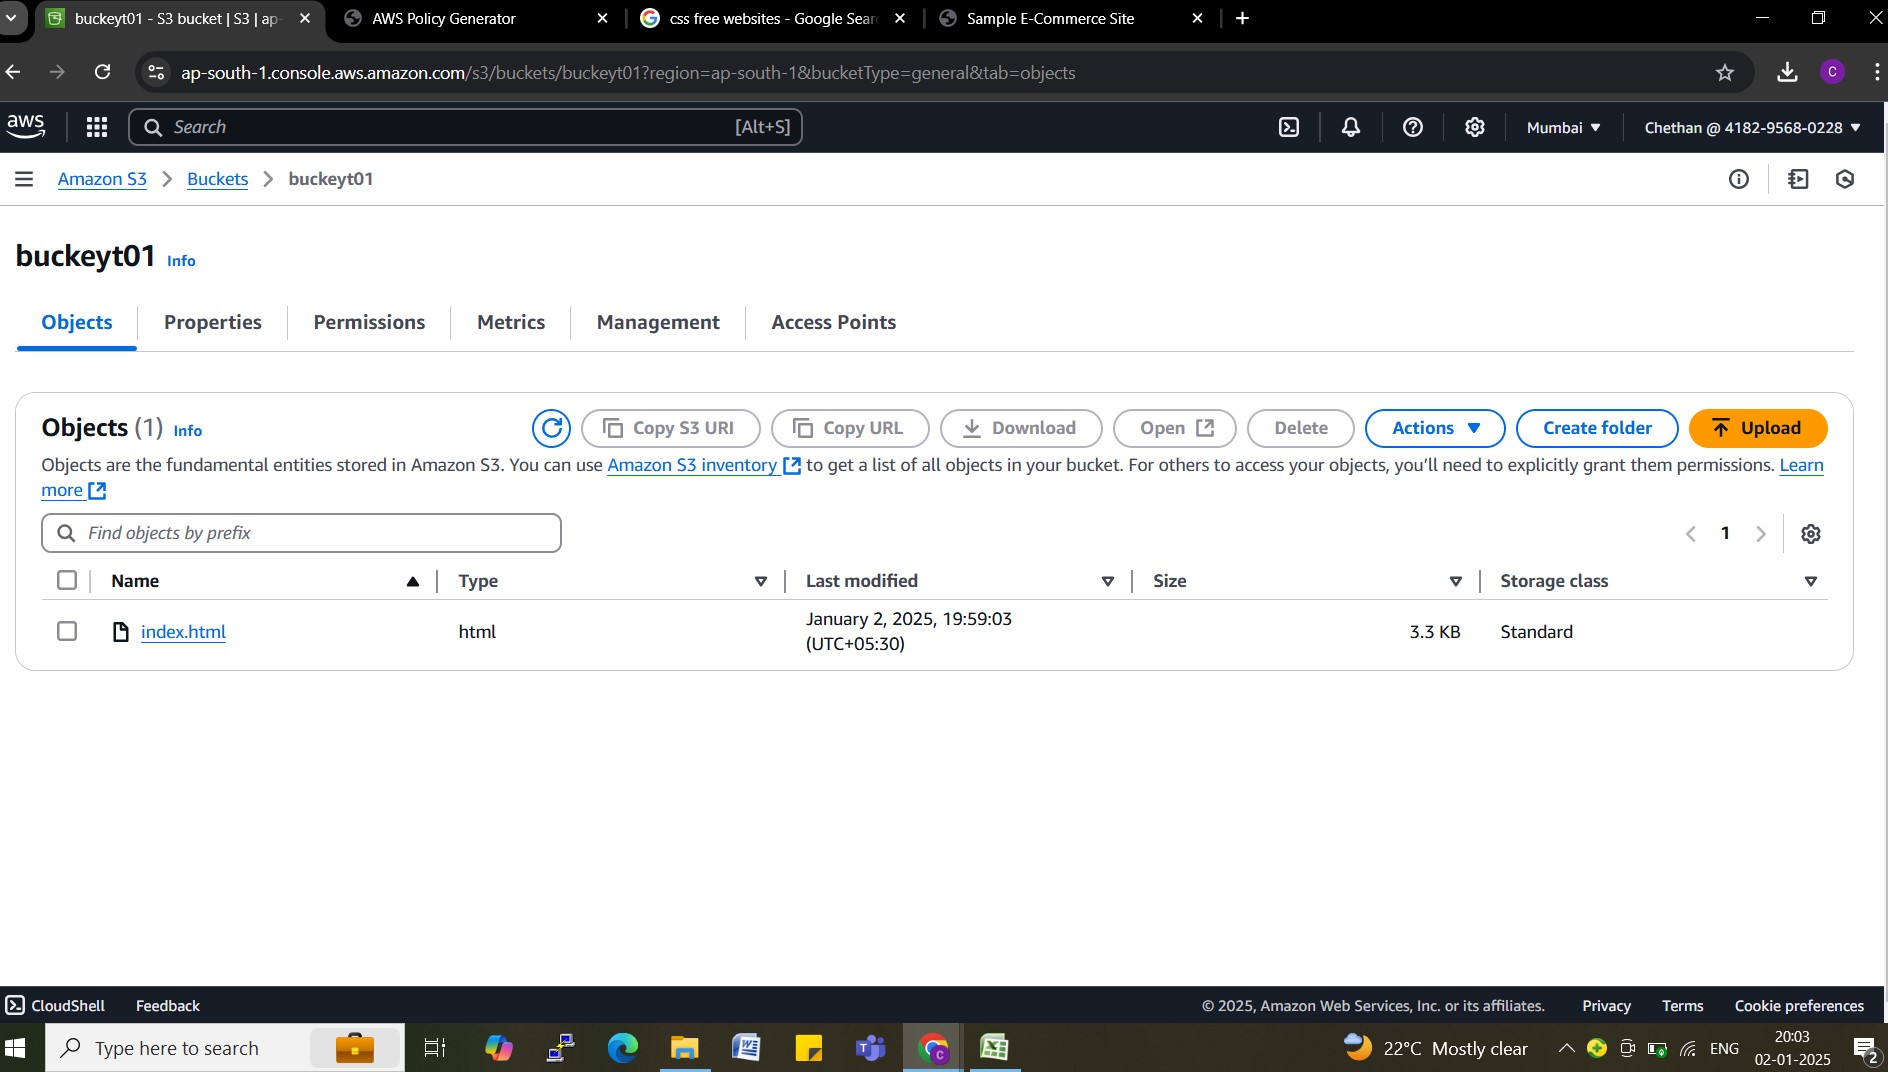 buckeyt01 - S3 bucket | S3 | ap-
AWS Policy Generator
css free websites - Google Sear
Sample E-Commerce Site
ap-south-1.console.aws.amazon.com/s3/buckets/buckeyt01?region=ap-south-1&bucketType=general&tab=objects
C
aws
Search
[Alt+S]
Mumbai
Chethan @ 4182-9568-0228
Amazon S3 > Buckets > buckeyt01
buckeyt01 Info
Objects
Properties
Permissions
Metrics
Management
Access Points
Objects (1) Info
Copy S3 URI
Copy URL
Download
Open
Delete
Actions
Create folder
Upload
Objects are the fundamental entities stored in Amazon S3. You can use Amazon S3 inventory to get a list of all objects in your bucket. For others to access your objects, you’ll need to explicitly grant them permissions. Learn
more
Find objects by prefix
1
Name
Type
Last modified
Size
Storage class
index.html
html
January 2, 2025, 19:59:03
(UTC+05:30)
3.3 KB
Standard
CloudShell
Feedback
© 2025, Amazon Web Services, Inc. or its affiliates.
Privacy
Terms
Cookie preferences
Type here to search
22°C Mostly clear
ENG
20:03
02-01-2025
2